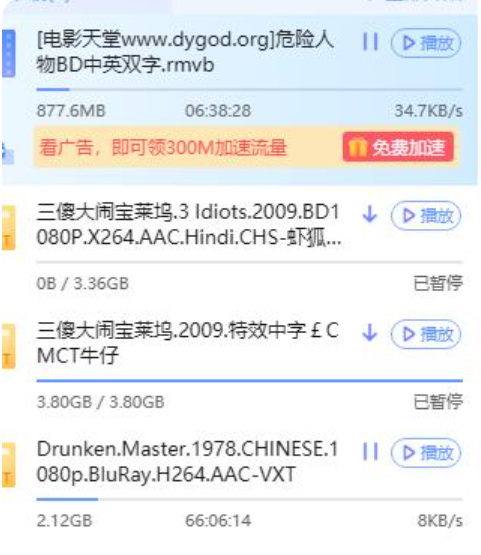 [电影天堂www.dygod.org]危险人
物BD中英双字.rmvb
播放
877.6MB 06:38:28 34.7KB/s
看广告，即可领300M加速流量 免费加速
三傻大闹宝莱坞.3 Idiots.2009.BD1
080P.X264.AAC.Hindi.CHS-虾狐...
播放
0B / 3.36GB 已暂停
三傻大闹宝莱坞.2009.特效中字￡C
MCT牛仔
播放
3.80GB / 3.80GB 已暂停
Drunken.Master.1978.CHINESE.1
080p.BluRay.H264.AAC-VXT
播放
2.12GB 66:06:14 8KB/s